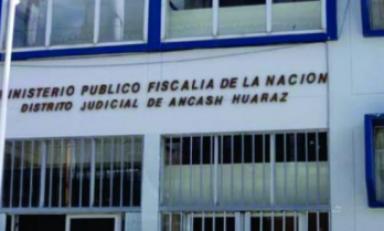 MINISTERIO PUBLICO FISCALIA DE LA NACION
DISTRITO JUDICIAL DE ANCASH HUARAZ